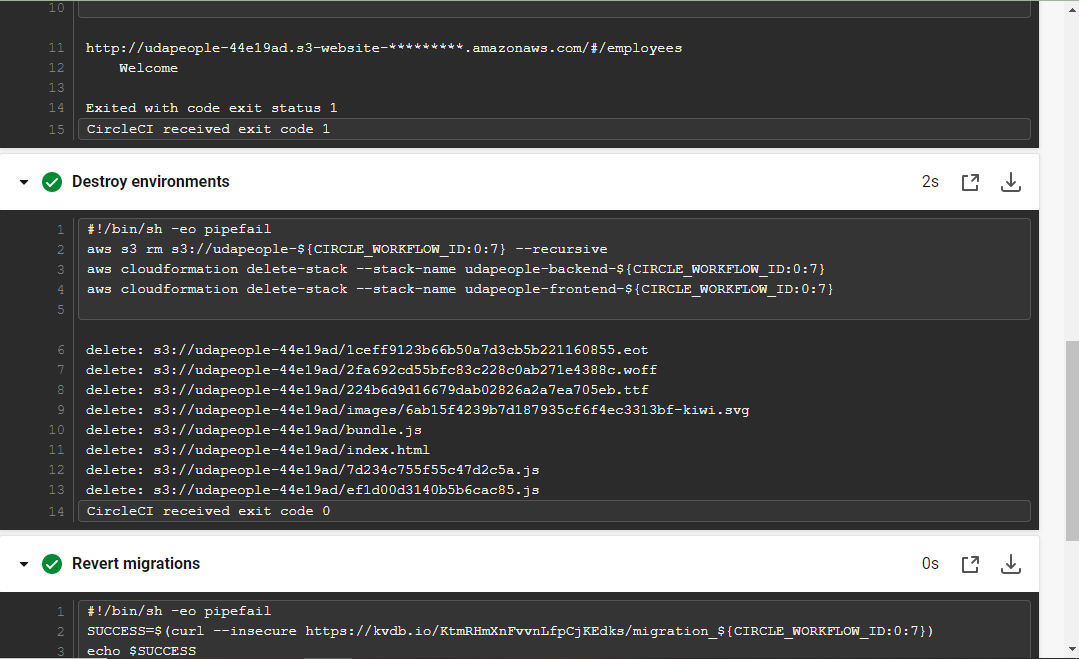 10
11 http://udapeople-44e19ad.s3-website-*********.amazonaws.com/#/employees
12 Welcome
13
14 Exited with code exit status 1
15 CircleCI received exit code 1
Destroy environments 2s
1 #!/bin/sh -eo pipefail
2 aws s3 rm s3://udapeople-${CIRCLE_WORKFLOW_ID:0:7} --recursive
3 aws cloudformation delete-stack --stack-name udapeople-backend-${CIRCLE_WORKFLOW_ID:0:7}
4 aws cloudformation delete-stack --stack-name udapeople-frontend-${CIRCLE_WORKFLOW_ID:0:7}
5
6 delete: s3://udapeople-44e19ad/1ceff9123b66b50a7d3cb5b221160855.eot
7 delete: s3://udapeople-44e19ad/2fa692cd55bfc83c228c0ab271e4388c.woff
8 delete: s3://udapeople-44e19ad/224b6d9d16679dab02826a2a7ea705eb.ttf
9 delete: s3://udapeople-44e19ad/images/6ab15f4239b7d187935cf6f4ec3313bf-kiwi.svg
10 delete: s3://udapeople-44e19ad/bundle.js
11 delete: s3://udapeople-44e19ad/index.html
12 delete: s3://udapeople-44e19ad/7d234c755f55c47d2c5a.js
13 delete: s3://udapeople-44e19ad/ef1d00d3140b5b6cac85.js
14 CircleCI received exit code 0
Revert migrations 0s
1 #!/bin/sh -eo pipefail
2 SUCCESS=$(curl --insecure https://kvdb.io/KtmRHmXnFvvnLfpCjKEdks/migration_${CIRCLE_WORKFLOW_ID:0:7})
3 echo $SUCCESS